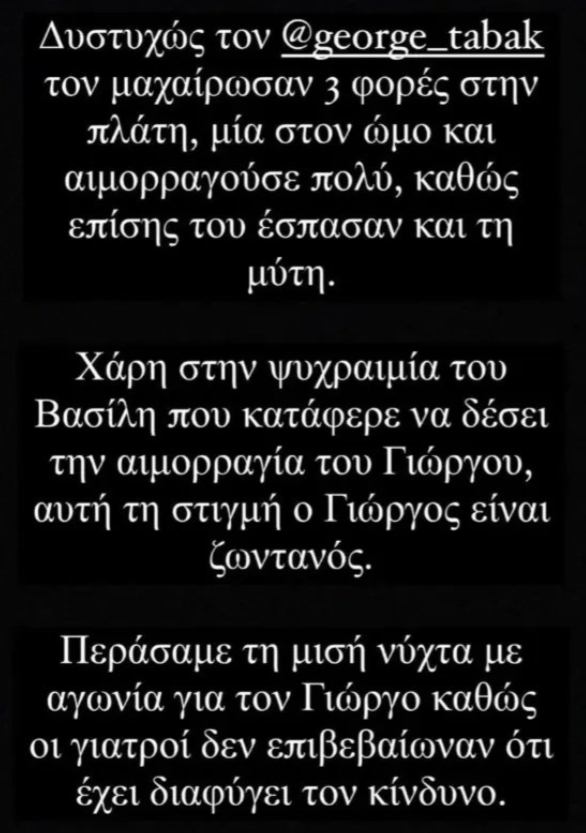 Δυστυχώς τον @george_tabak
τον μαχαίρωσαν 3 φορές στην
πλάτη, μία στον ώμο και
αιμορραγούσε πολύ, καθώς
επίσης του έσπασαν και τη
μύτη.
Χάρη στην ψυχραιμία του
Βασίλη που κατάφερε να δέσει
την αιμορραγία του Γιώργου,
αυτή τη στιγμή ο Γιώργος είναι
ζωντανός.
Περάσαμε τη μισή νύχτα με
αγωνία για τον Γιώργο καθώς
οι γιατροί δεν επιβεβαίωναν ότι
έχει διαφύγει τον κίνδυνο.